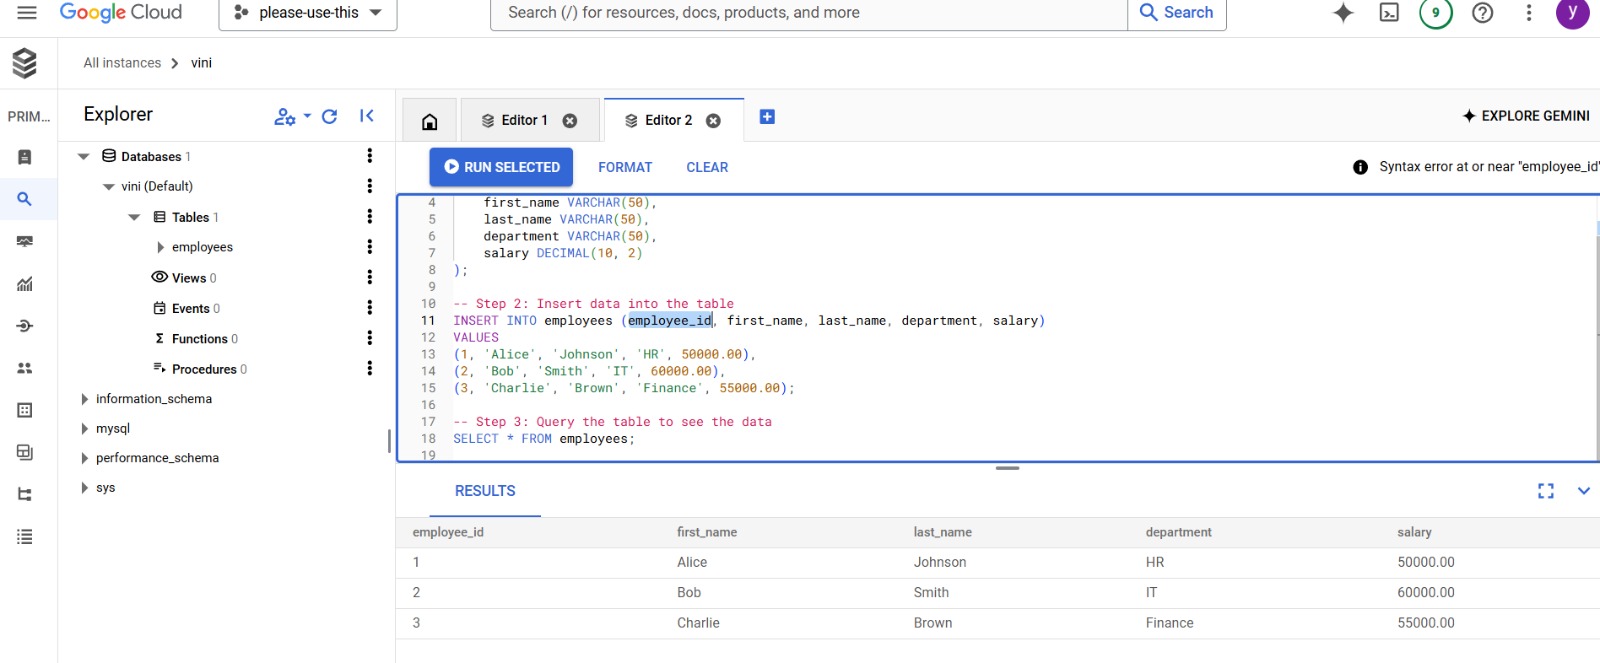 Google Cloud
please-use-this
Search (/) for resources, docs, products, and more
Search
9
y
All instances > vini
PRIM...
Explorer
Editor 1
Editor 2
EXPLORE GEMINI
RUN SELECTED
FORMAT
CLEAR
Syntax error at or near "employee_id"
Databases 1
vini (Default)
Tables 1
employees
Views 0
Events 0
Functions 0
Procedures 0
information_schema
mysql
performance_schema
sys
4 first_name VARCHAR(50),
5 last_name VARCHAR(50),
6 department VARCHAR(50),
7 salary DECIMAL(10, 2)
8 );
9
10 -- Step 2: Insert data into the table
11 INSERT INTO employees (employee_id, first_name, last_name, department, salary)
12 VALUES
13 (1, 'Alice', 'Johnson', 'HR', 50000.00),
14 (2, 'Bob', 'Smith', 'IT', 60000.00),
15 (3, 'Charlie', 'Brown', 'Finance', 55000.00);
16
17 -- Step 3: Query the table to see the data
18 SELECT * FROM employees;
19
RESULTS
employee_id first_name last_name department salary
1 Alice Johnson HR 50000.00
2 Bob Smith IT 60000.00
3 Charlie Brown Finance 55000.00